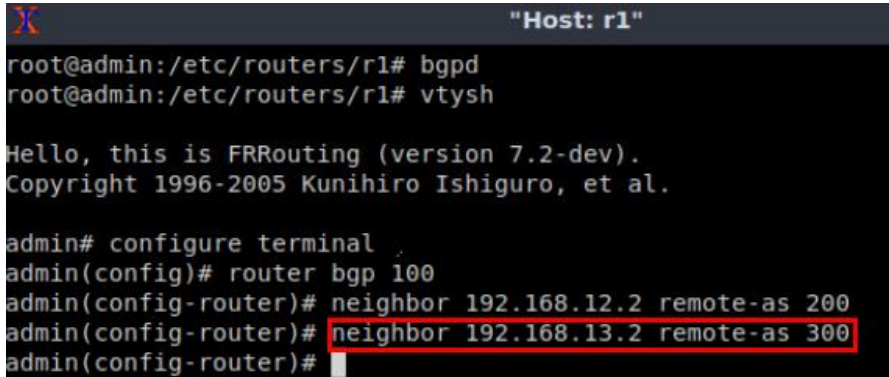 "Host: r1"
root@admin:/etc/routers/r1# bgpd
root@admin:/etc/routers/r1# vtysh
Hello, this is FRRouting (version 7.2-dev).
Copyright 1996-2005 Kunihiro Ishiguro, et al.
admin# configure terminal
admin(config)# router bgp 100
admin(config-router)# neighbor 192.168.12.2 remote-as 200
admin(config-router)# neighbor 192.168.13.2 remote-as 300
admin(config-router)#